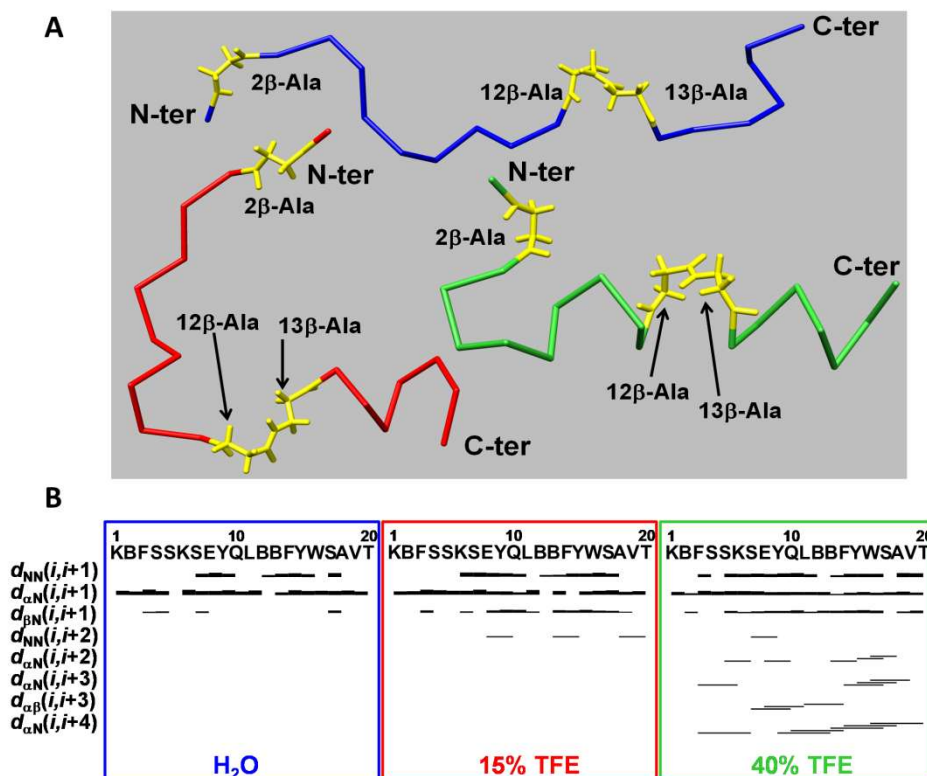 A
C-ter
2β-Ala
12β-Ala
13β-Ala
N-ter
N-ter
N-ter
2β-Ala
2β-Ala
C-ter
12β-Ala
13β-Ala
12β-Ala
13β-Ala
C-ter
B
1 10 20
KBFSSKSEYQLBBFYWSAVT
1 10 20
KBFSSKSEYQLBBFYWSAVT
1 10 20
KBFSSKSEYQLBBFYWSAVT
dNN(i,i+1)
dαN(i,i+1)
dβN(i,i+1)
dNN(i,i+2)
dαN(i,i+2)
dαN(i,i+3)
dαβ(i,i+3)
dαN(i,i+4)
H₂O
15% TFE
40% TFE